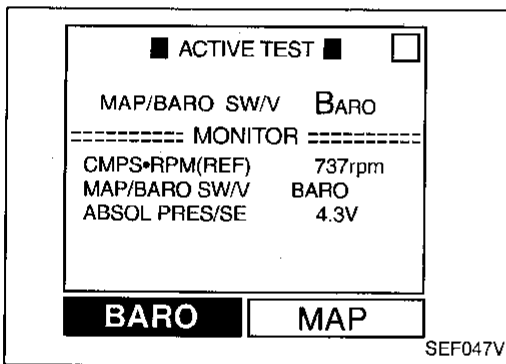 ■ ACTIVE TEST ■ □
MAP/BARO SW/V BARO
========= MONITOR =========
CMPS•RPM(REF) 737rpm
MAP/BARO SW/V BARO
ABSOL PRES/SE 4.3V
BARO MAP
SEF047V